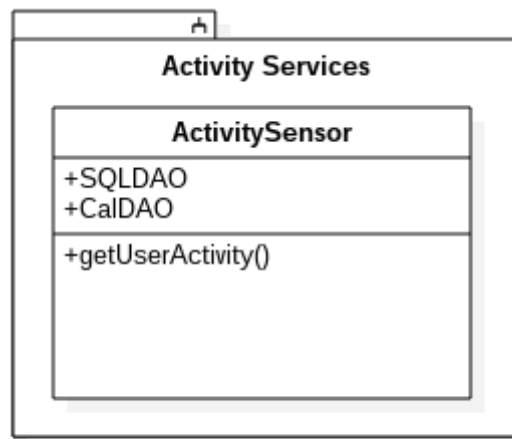 Activity Services
ActivitySensor
+SQLDAO
+CalDAO
+getUserActivity()